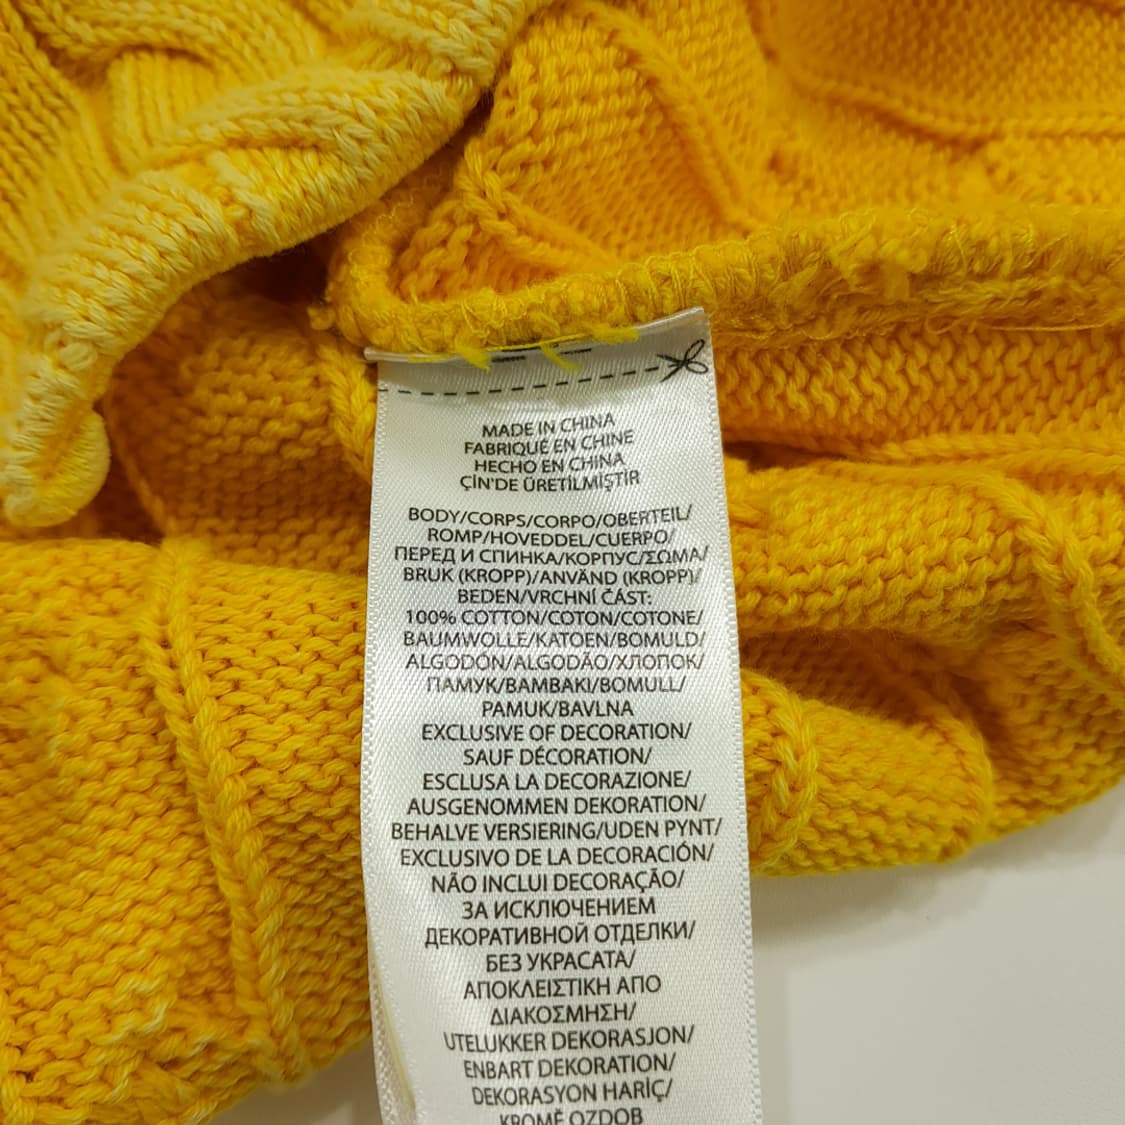 MADE IN CHINA
FABRIQUÉ EN CHINE
HECHO EN CHINA
ÇİN'DE ÜRETİLMİŞTİR
BODY/CORPS/CORPO/OBERTEIL/
ROMP/HOVEDDEL/CUERPO/
ПЕРЕД И СПИНКА/КОРПУС/ΣΩΜΑ/
BRUK (KROPP)/ANVÄND (KROPP)/
BEDEN/VRCHNÍ ČÁST:
100% COTTON/COTON/COTONE/
BAUMWOLLE/KATOEN/BOMULD/
ALGODÓN/ALGODÃO/ХЛОПОК/
ПАМУК/ΒΑΜΒΑΚΙ/BOMULL/
PAMUK/BAVLNA
EXCLUSIVE OF DECORATION/
SAUF DÉCORATION/
ESCLUSA LA DECORAZIONE/
AUSGENOMMEN DEKORATION/
BEHALVE VERSIERING/UDEN PYNT/
EXCLUSIVO DE LA DECORACIÓN/
NÃO INCLUI DECORAÇÃO/
ЗА ИСКЛЮЧЕНИЕМ
ДЕКОРАТИВНОЙ ОТДЕЛКИ/
БЕЗ УКРАСАТА/
ΑΠΟΚΛΕΙΣΤΙΚΗ ΑΠΟ
ΔΙΑΚΟΣΜΗΣΗ/
UTELUKKER DEKORASJON/
ENBART DEKORATION/
DEKORASYON HARİÇ/
KROMĚ OZDOB